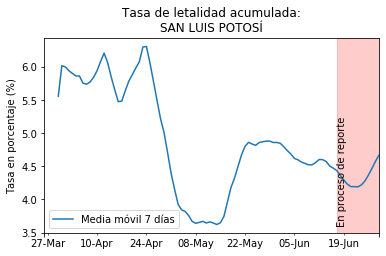 Tasa de letalidad acumulada:
SAN LUIS POTOSÍ
Tasa en porcentaje (%)
6.0
5.5
5.0
4.5
4.0
3.5
En proceso de reporte
Media móvil 7 días
27-Mar 10-Apr 24-Apr 08-May 22-May 05-Jun 19-Jun